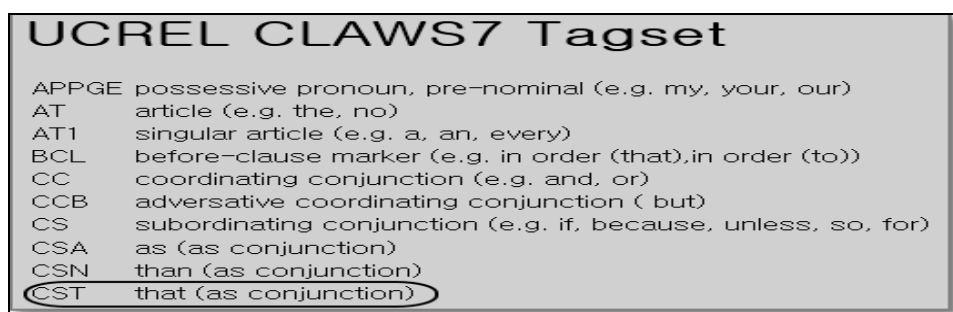 UCREL CLAWS7 Tagset
APPGE possessive pronoun, pre-nominal (e.g. my, your, our)
AT article (e.g. the, no)
AT1 singular article (e.g. a, an, every)
BCL before-clause marker (e.g. in order (that),in order (to))
CC coordinating conjunction (e.g. and, or)
CCB adversative coordinating conjunction ( but)
CS subordinating conjunction (e.g. if, because, unless, so, for)
CSA as (as conjunction)
CSN than (as conjunction)
CST that (as conjunction)